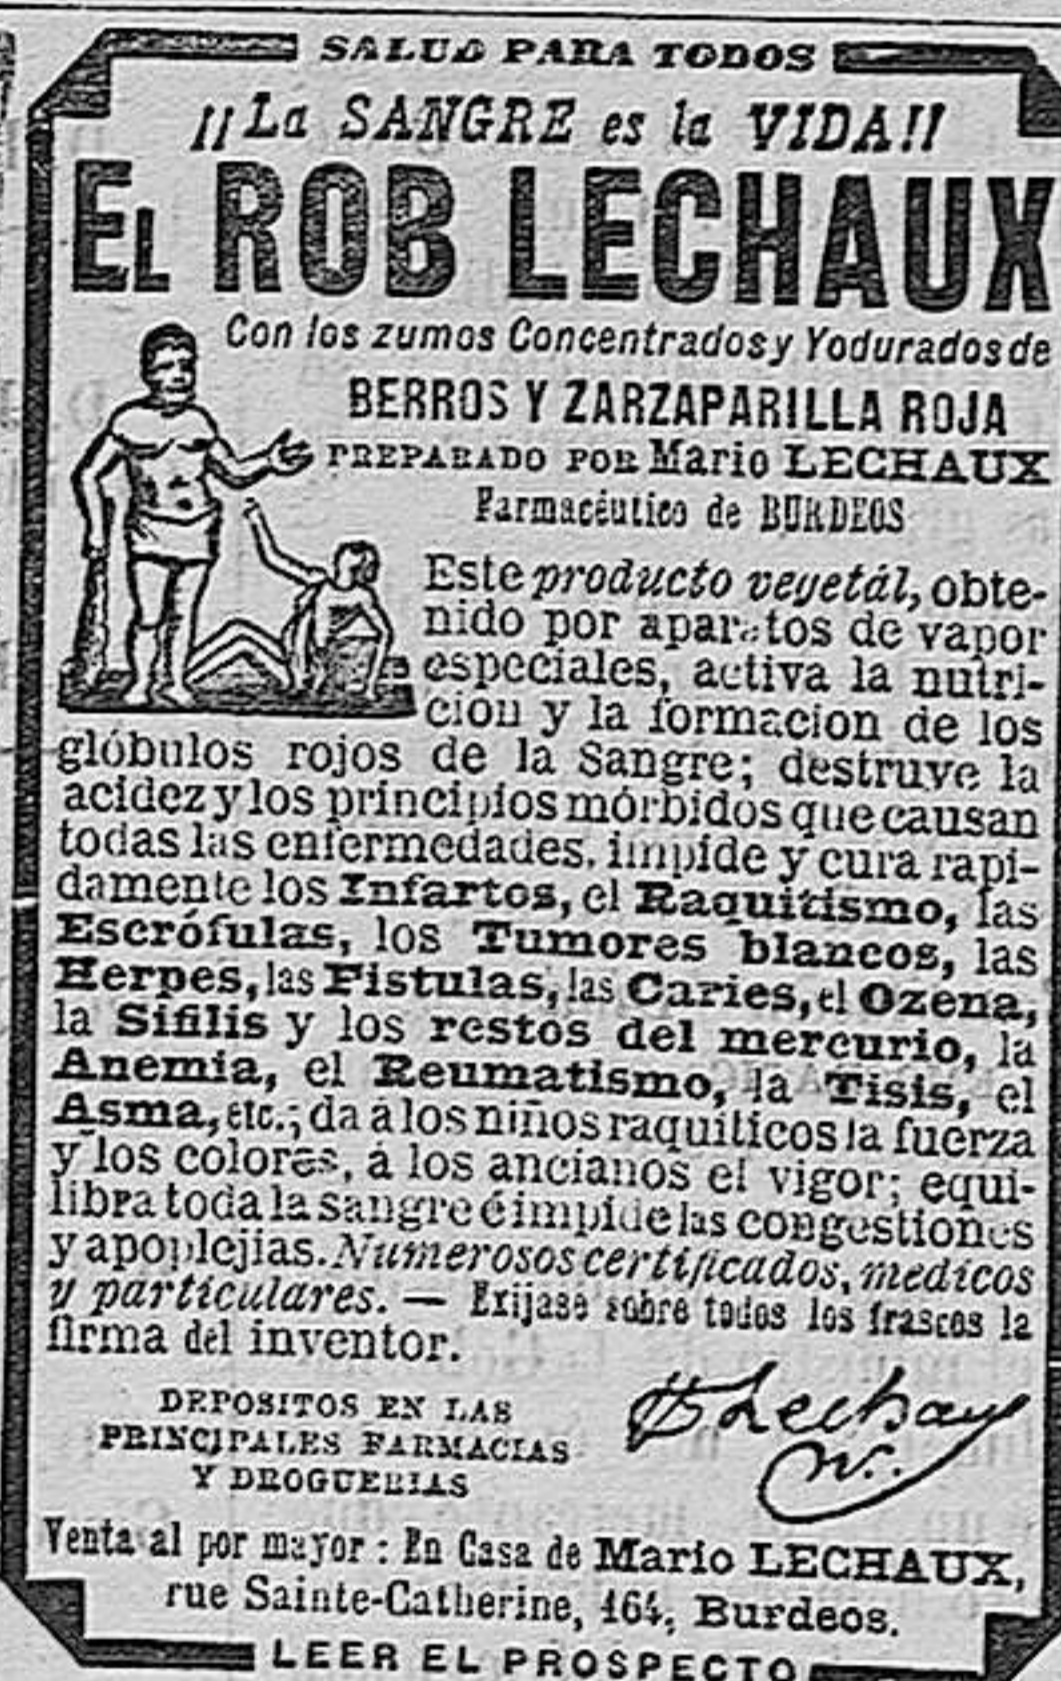 SALUD PARA TODOS
¡¡La SANGRE es la VIDA!!
EL ROB LECHAUX
Con los zumos Concentrados y Yodurados de
BERROS Y ZARZAPARILLA ROJA
PREPARADO POR Mario LECHAUX
Farmacéutico de BURDEOS
Este producto vegetál, obte-
nido por aparatos de vapor
especiales, activa la nutri-
cion y la formacion de los
glóbulos rojos de la Sangre; destruye la
acidez y los principios mórbidos que causan
todas las enfermedades, impide y cura rapi-
damente los Infartos, el Raquitismo, las
Escrófulas, los Tumores blancos, las
Herpes, las Fistulas, las Caries, el Ozena,
la Sifilis y los restos del mercurio, la
Anemia, el Reumatismo, la Tisis, el
Asma, etc.; da á los niños raquíticos la fuerza
y los colores, á los ancianos el vigor; equi-
libra toda la sangre é impide las congestiones
y apoplejias. Numerosos certificados, medicos
y particulares. — Exijase sobre todos los frascos la
firma del inventor.
DEPOSITOS EN LAS
PRINCIPALES FARMACIAS
Y DROGUERIAS
Lechaux
Venta al por mayor : En Casa de Mario LECHAUX,
rue Sainte-Catherine, 164, Burdeos.
LEER EL PROSPECTO